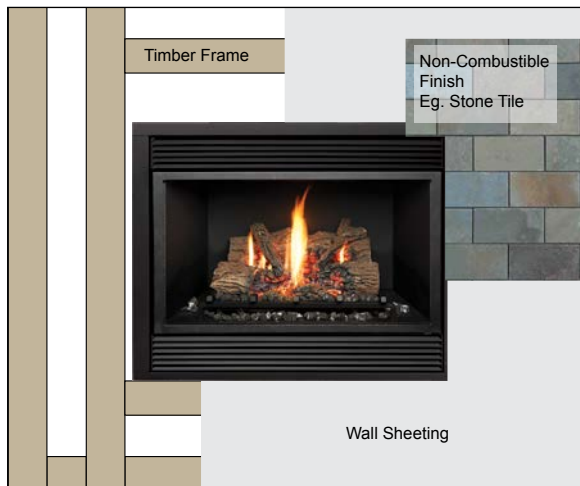 Timber Frame
Non-Combustible
Finish
Eg. Stone Tile
Wall Sheeting